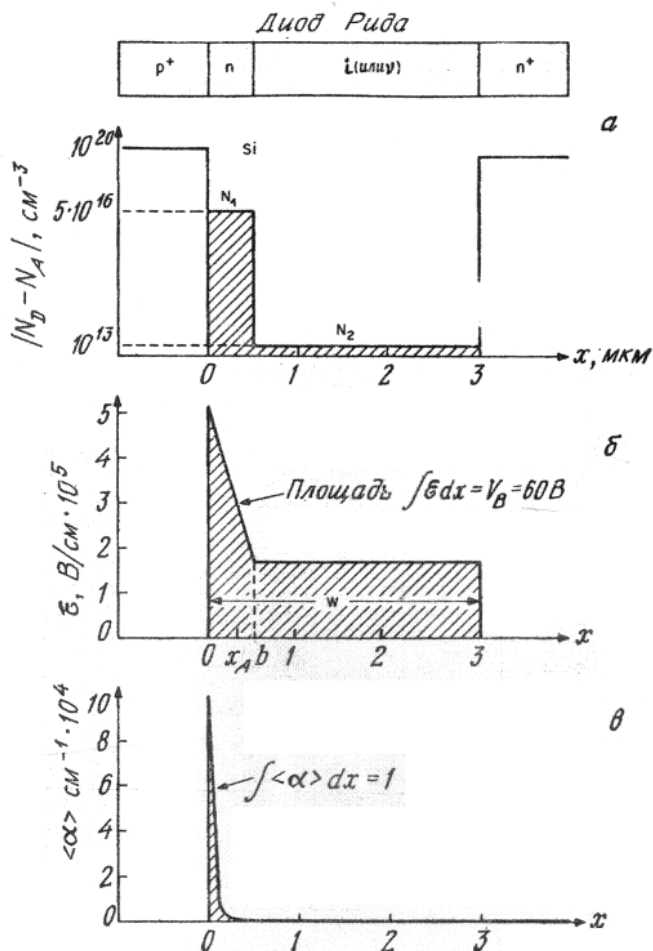 Диод Рида
p⁺ n i(или ν) n⁺
а
10²⁰
Si
5·10¹⁶
N₁
|N_D – N_A|, см⁻³
10¹³
N₂
x, мкм
0 1 2 3
б
5
4
3
2
1
0
Площадь ∫ℰdx = V_B = 60 В
ℰ, В/см · 10⁵
w
x
0 x_A b 1 2 3
в
10
8
6
4
2
0
<α> см⁻¹ · 10⁴
∫<α> dx = 1
x
0 1 2 3